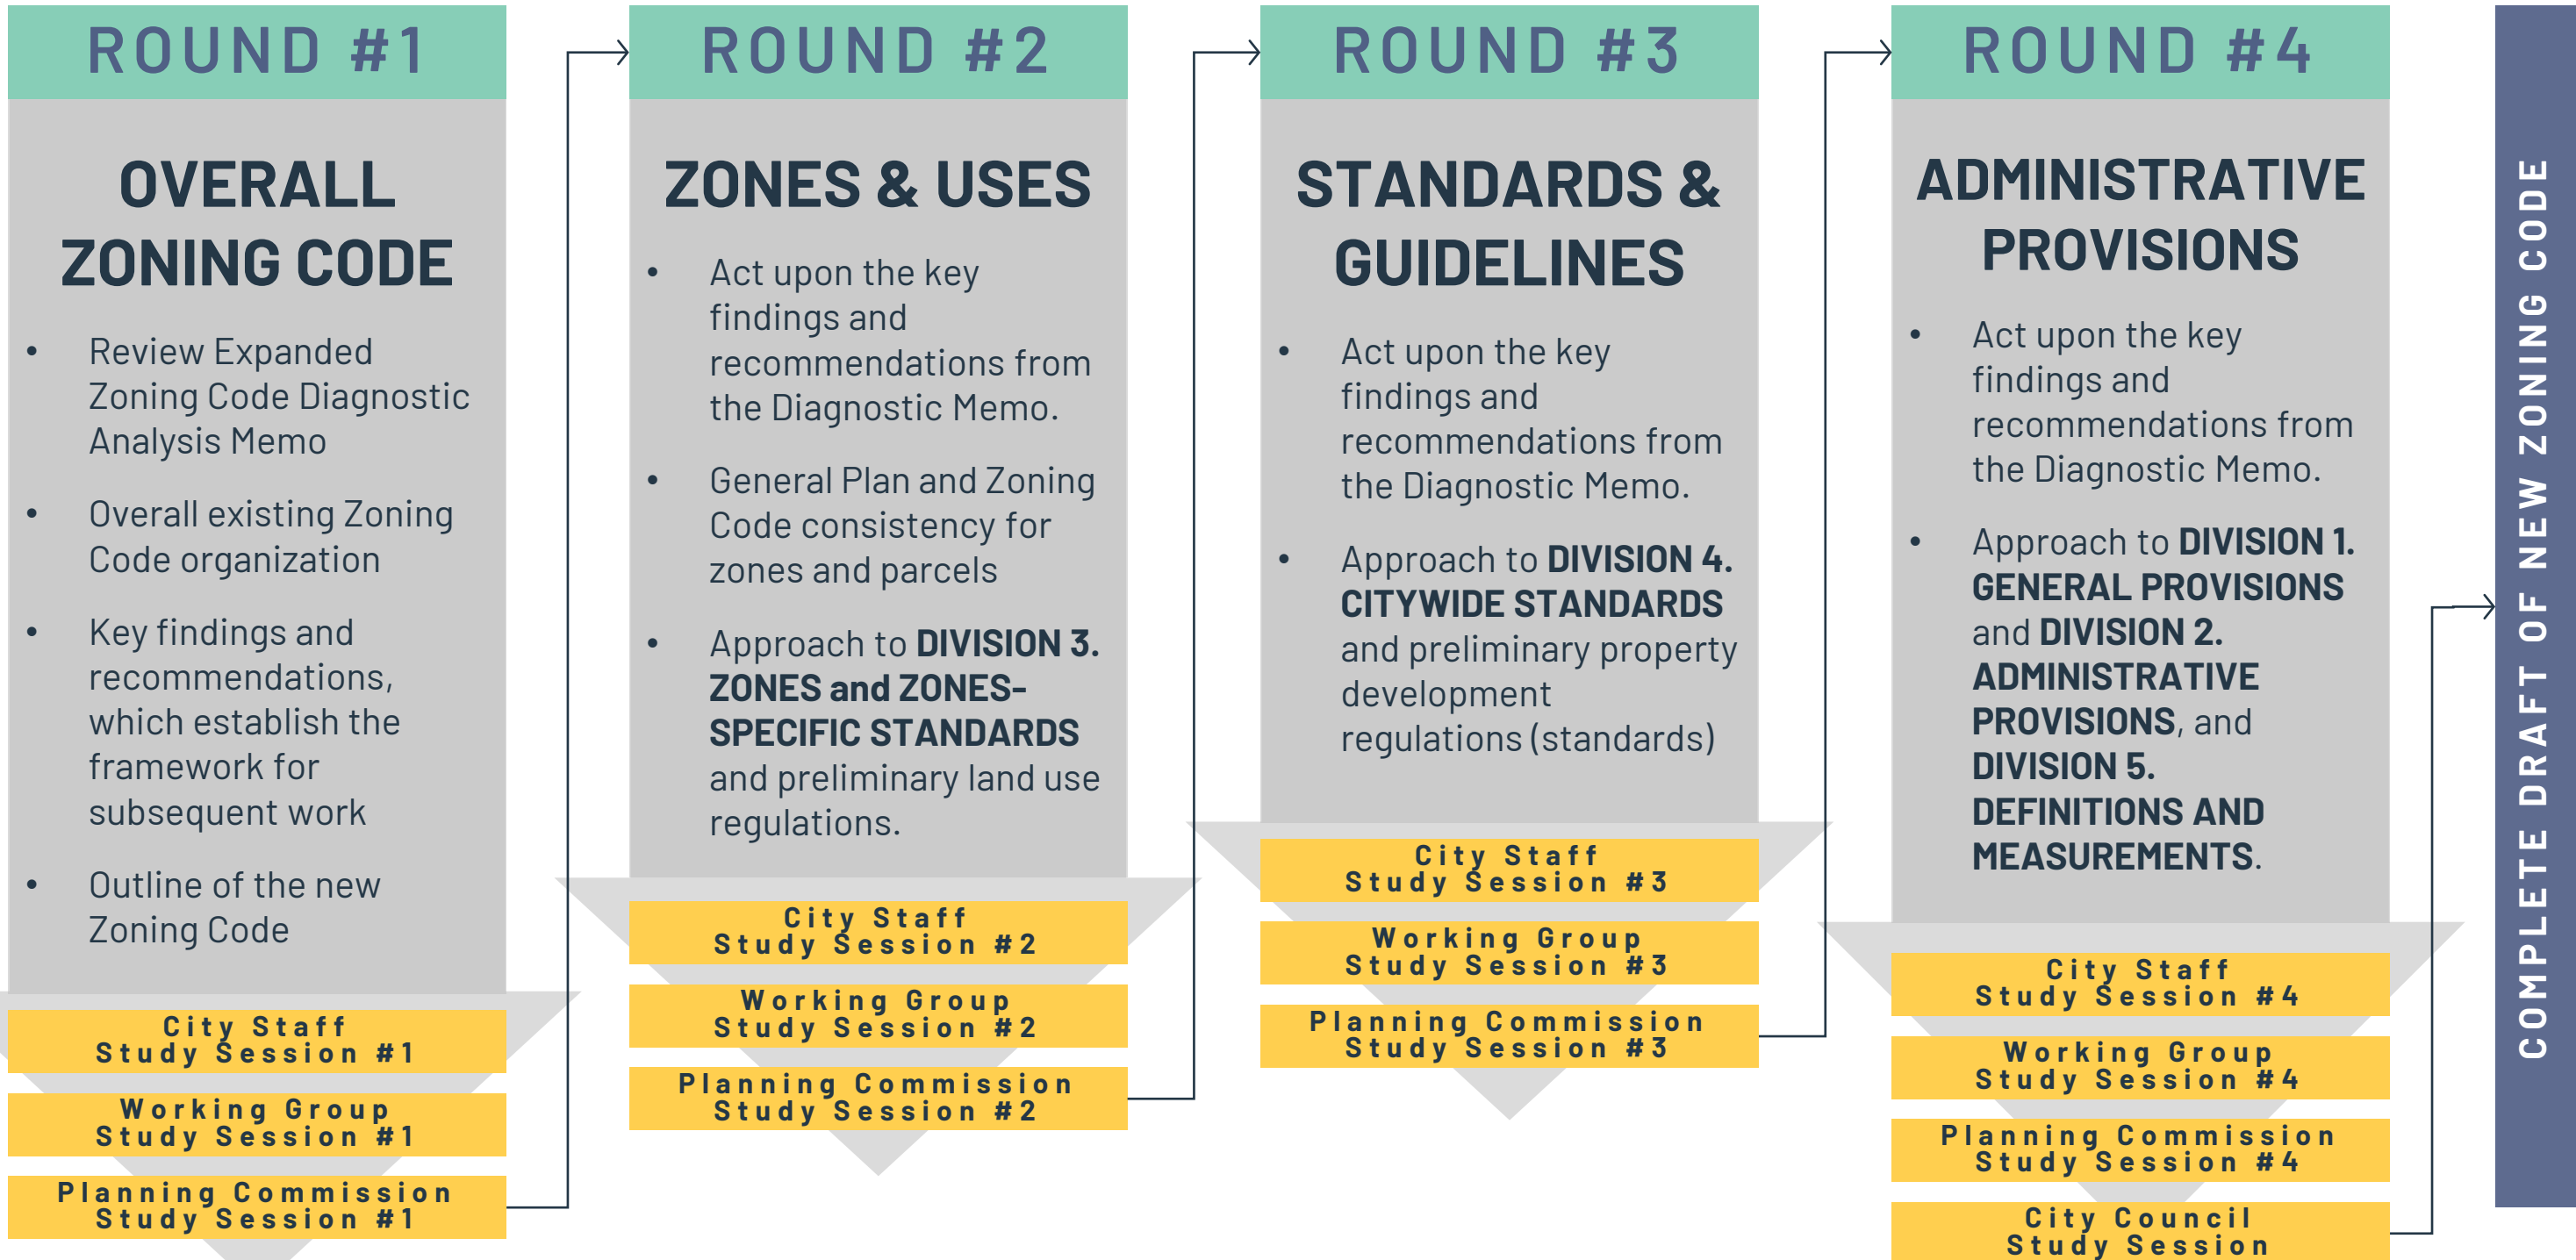 ROUND #1
OVERALL
ZONING CODE
• Review Expanded
Zoning Code Diagnostic
Analysis Memo
• Overall existing Zoning
Code organization
• Key findings and
recommendations,
which establish the
framework for
subsequent work
• Outline of the new
Zoning Code
City Staff
Study Session #1
Working Group
Study Session #1
Planning Commission
Study Session #1
ROUND #2
ZONES & USES
• Act upon the key
findings and
recommendations from
the Diagnostic Memo.
• General Plan and Zoning
Code consistency for
zones and parcels
• Approach to DIVISION 3.
ZONES and ZONES-
SPECIFIC STANDARDS
and preliminary land use
regulations.
City Staff
Study Session #2
Working Group
Study Session #2
Planning Commission
Study Session #2
ROUND #3
STANDARDS &
GUIDELINES
• Act upon the key
findings and
recommendations from
the Diagnostic Memo.
• Approach to DIVISION 4.
CITYWIDE STANDARDS
and preliminary property
development
regulations (standards)
City Staff
Study Session #3
Working Group
Study Session #3
Planning Commission
Study Session #3
ROUND #4
ADMINISTRATIVE
PROVISIONS
• Act upon the key
findings and
recommendations from
the Diagnostic Memo.
• Approach to DIVISION 1.
GENERAL PROVISIONS
and DIVISION 2.
ADMINISTRATIVE
PROVISIONS, and
DIVISION 5.
DEFINITIONS AND
MEASUREMENTS.
City Staff
Study Session #4
Working Group
Study Session #4
Planning Commission
Study Session #4
City Council
Study Session
COMPLETE DRAFT OF NEW ZONING CODE